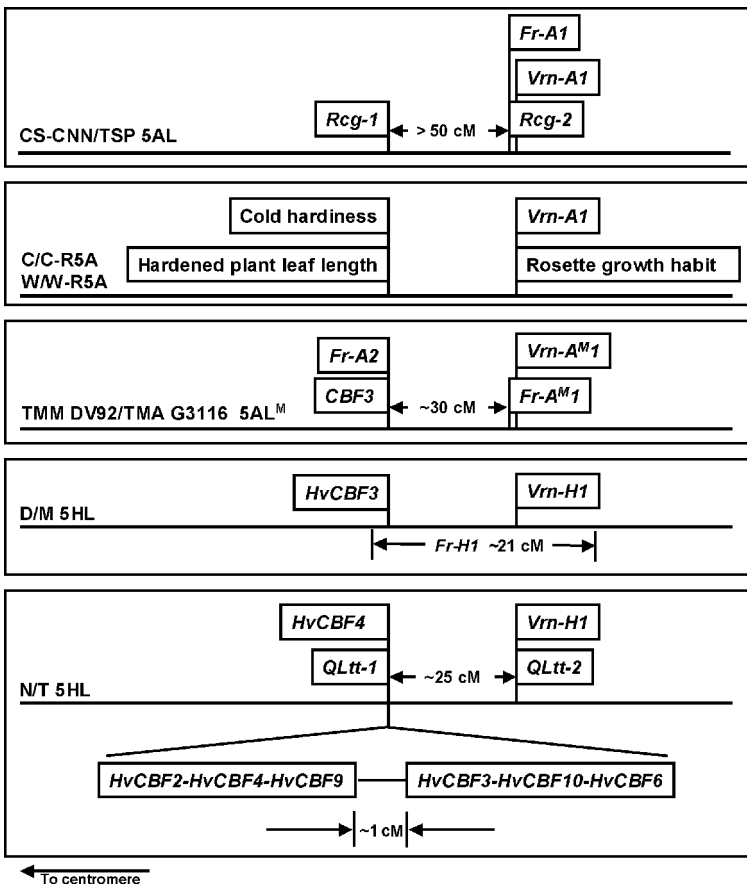 Fr-A1
Vrn-A1
Rcg-1
> 50 cM
Rcg-2
CS-CNN/TSP 5AL
Cold hardiness
Vrn-A1
C/C-R5A
W/W-R5A
Hardened plant leaf length
Rosette growth habit
Fr-A2
Vrn-Aᴹ1
CBF3
~30 cM
Fr-Aᴹ1
TMM DV92/TMA G3116 5ALᴹ
HvCBF3
Vrn-H1
D/M 5HL
Fr-H1 ~21 cM
HvCBF4
Vrn-H1
QLtt-1
~25 cM
QLtt-2
N/T 5HL
HvCBF2-HvCBF4-HvCBF9
HvCBF3-HvCBF10-HvCBF6
~1 cM
To centromere